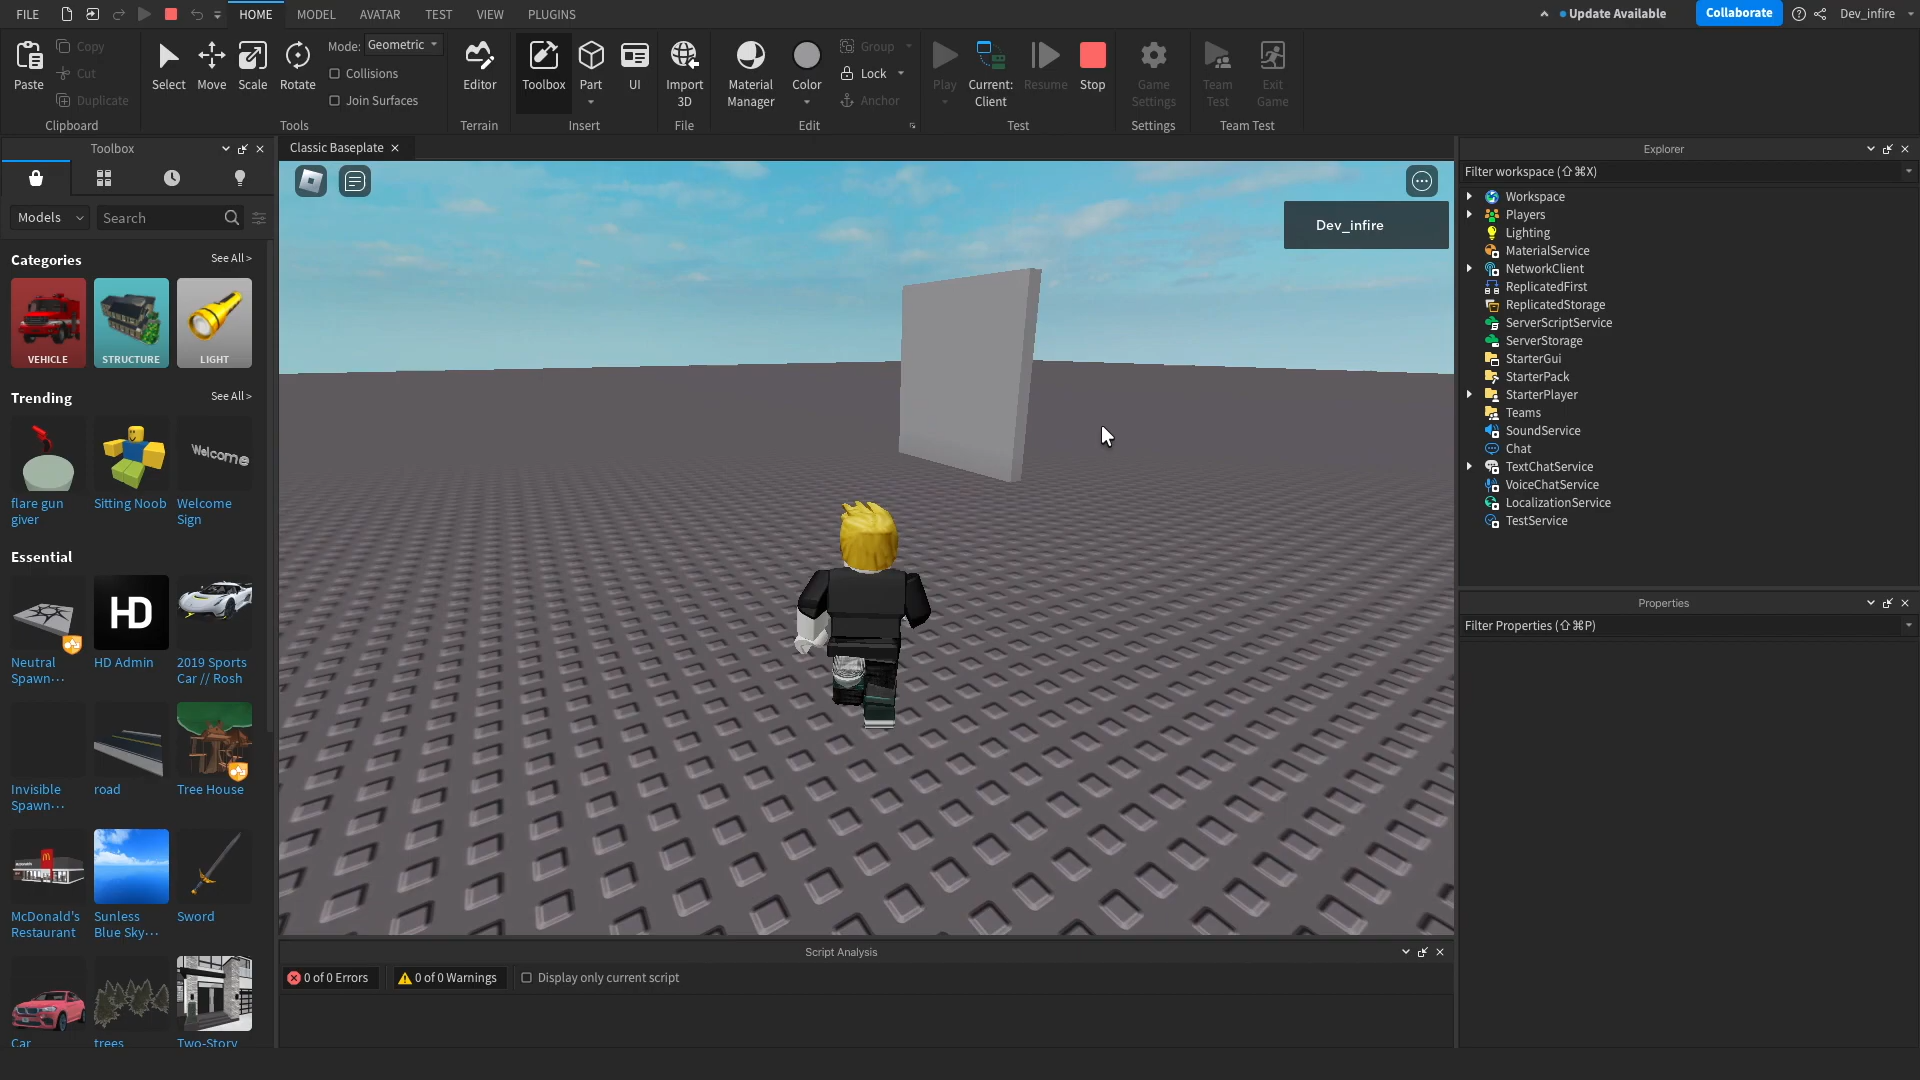 FILE HOME MODEL AVATAR TEST VIEW PLUGINS Update Available Collaborate Dev_infire
Paste Copy Cut Duplicate Clipboard
Select Move Scale Rotate Mode: Geometric Collisions Join Surfaces Tools
Editor Terrain
Toolbox Part UI Insert
Import 3D File
Material Manager Color Group Lock Anchor Edit
Play Current: Client Resume Stop Test
Game Settings Settings
Team Test Exit Game Team Test
Toolbox
Models Search
Categories See All >
VEHICLE STRUCTURE LIGHT
Trending See All >
Welcome
flare gun giver
Sitting Noob
Welcome Sign
Essential
HD
Neutral Spawn···
HD Admin
2019 Sports Car // Rosh
Invisible Spawn···
road
Tree House
McDonald's Restaurant
Sunless Blue Sky···
Sword
Car
trees
Two-Story
Classic Baseplate
Dev_infire
Script Analysis
0 of 0 Errors 0 of 0 Warnings Display only current script
Explorer
Filter workspace (⇧⌘X)
Workspace
Players
Lighting
MaterialService
NetworkClient
ReplicatedFirst
ReplicatedStorage
ServerScriptService
ServerStorage
StarterGui
StarterPack
StarterPlayer
Teams
SoundService
Chat
TextChatService
VoiceChatService
LocalizationService
TestService
Properties
Filter Properties (⇧⌘P)